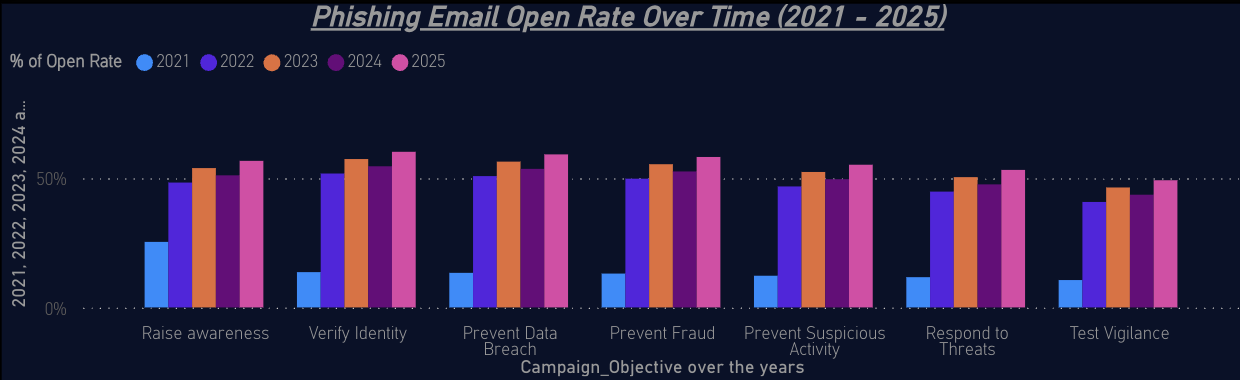 Phishing Email Open Rate Over Time (2021 - 2025)
% of Open Rate 2021 2022 2023 2024 2025
2021, 2022, 2023, 2024 a...
50%
0%
Raise awareness Verify Identity Prevent Data Prevent Fraud Prevent Suspicious Respond to Test Vigilance
Breach Activity Threats
Campaign_Objective over the years